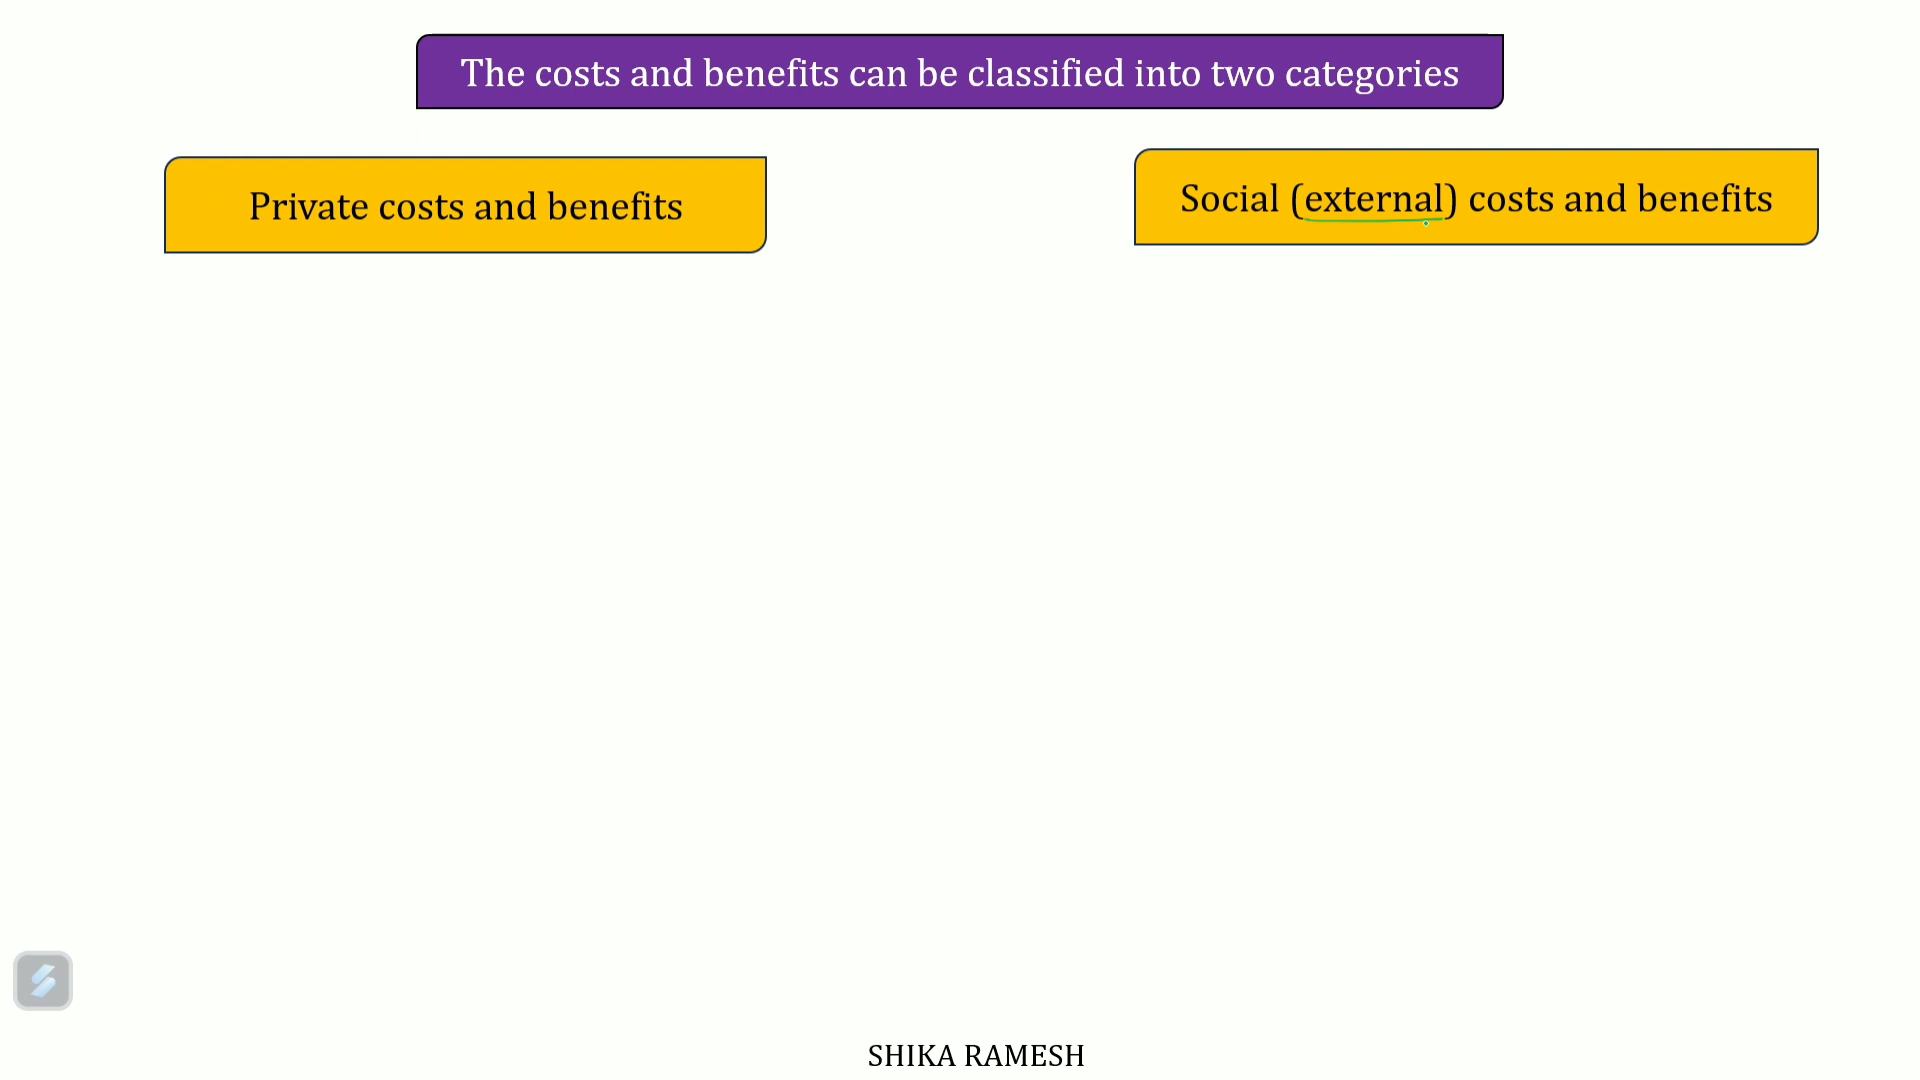 The costs and benefits can be classified into two categories
Private costs and benefits
Social (external) costs and benefits
SHIKA RAMESH